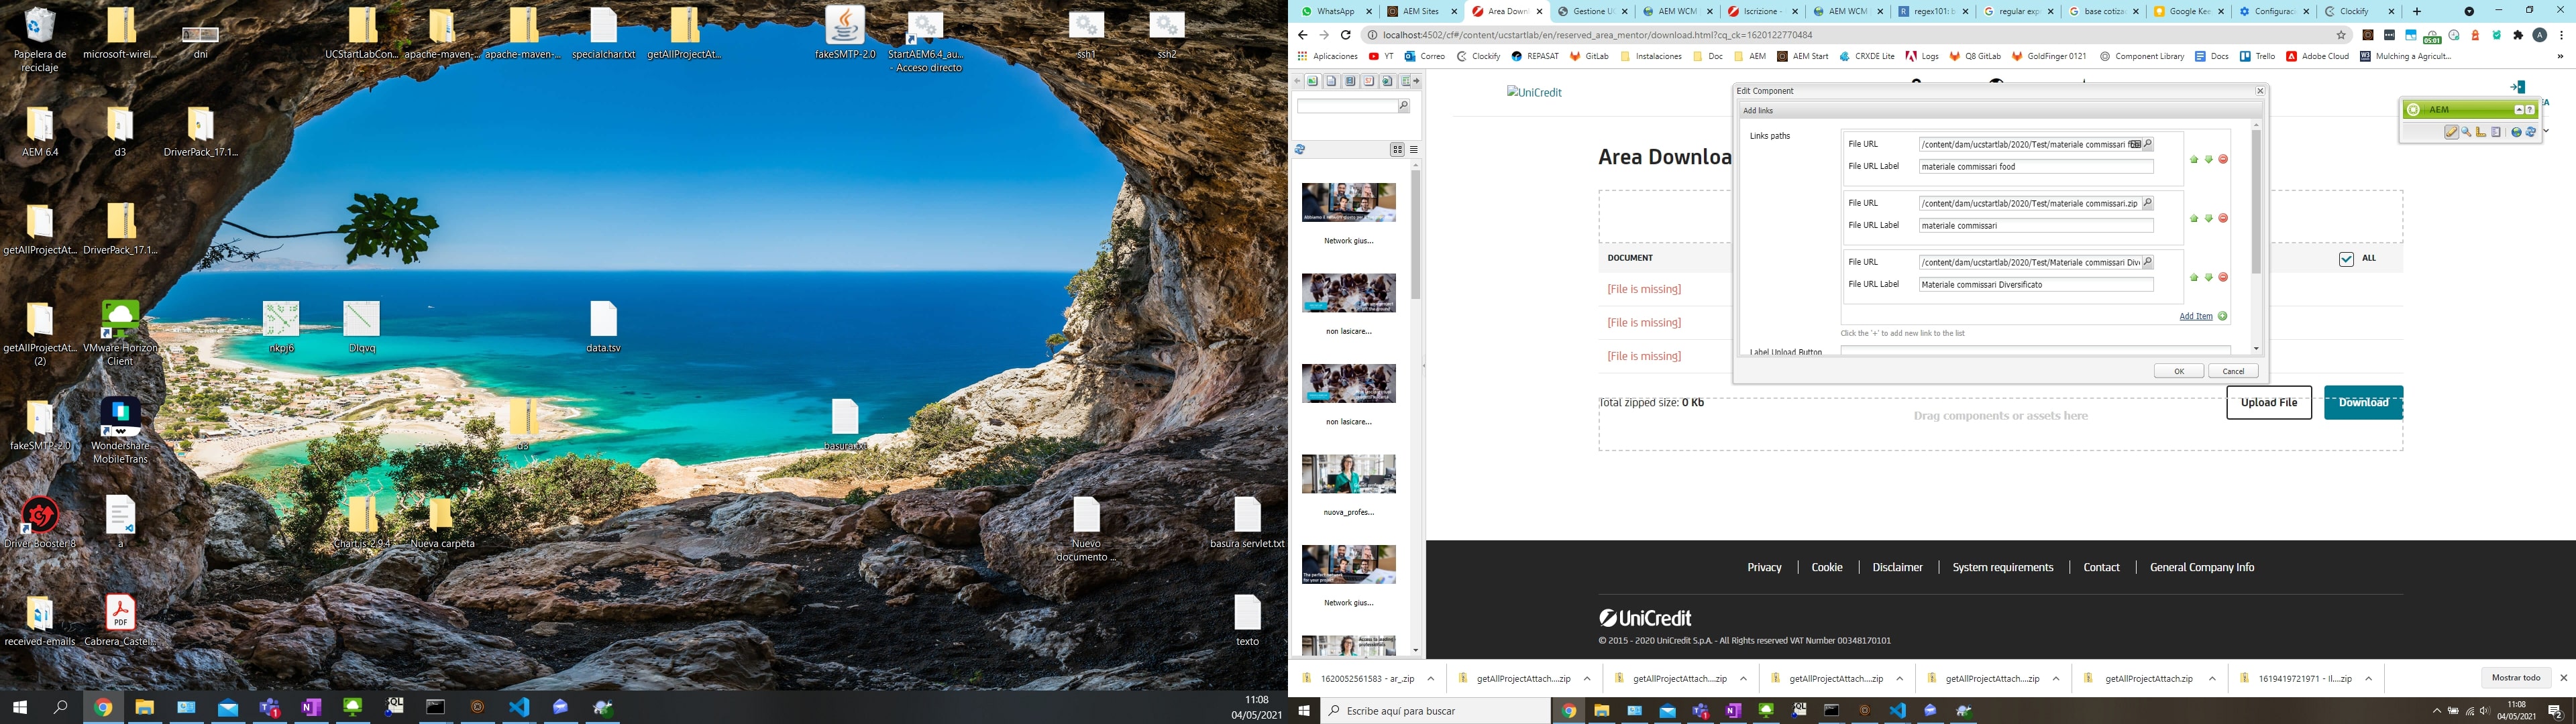 Papelera de
reciclaje
microsoft-wirel...
dni
UCStartLabCon...
apache-maven-...
apache-maven-...
specialchar.txt
getAllProjectAt...
fakeSMTP-2.0
StartAEM6.4_au...
- Acceso directo
ssh1
ssh2
AEM 6.4
d3
DriverPack_17.1...
getAllProjectAt...
DriverPack_17.1...
getAllProjectAt...
(2)
VMware Horizon
Client
nkpj6
Dlqvq
data.tsv
fakeSMTP-2.0
Wondershare
MobileTrans
d3
basura.txt
Driver Booster 8
a
Chart.js-2.9.4
Nueva carpeta
Nuevo
documento ...
basura servlet.txt
received-emails
PDF
Cabrera_Castel...
texto
11:08
04/05/2021
WhatsApp
AEM Sites
Area Downl
Gestione U
AEM WCM
Iscrizione -
AEM WCM
regex101: b
regular exp
base cotiza
Google Kee
Configurac
Clockify
localhost:4502/cf#/content/ucstartlab/en/reserved_area_mentor/download.html?cq_ck=1620122770484
05:01
A
Aplicaciones
YT
Correo
Clockify
REPASAT
GitLab
Instalaciones
Doc
AEM
AEM Start
CRXDE Lite
Logs
Q8 GitLab
GoldFinger 0121
Component Library
Docs
Trello
Adobe Cloud
Mulching a Agricult...
Network gius...
non lasicare...
non lasicare...
nuova_profes...
Network gius...
UniCredit
Edit Component
Add links
Links paths
File URL
/content/dam/ucstartlab/2020/Test/materiale commissari
File URL Label
materiale commissari food
File URL
/content/dam/ucstartlab/2020/Test/materiale commissari.zip
File URL Label
materiale commissari
File URL
/content/dam/ucstartlab/2020/Test/Materiale commissari Dive
File URL Label
Materiale commissari Diversificato
Add Item
Click the '+' to add new link to the list
Label Upload Button
OK
Cancel
AEM
Area Downloa
DOCUMENT
ALL
[File is missing]
[File is missing]
[File is missing]
Total zipped size: 0 Kb
Upload File
Download
Drag components or assets here
Privacy
Cookie
Disclaimer
System requirements
Contact
General Company Info
UniCredit
© 2015 - 2020 UniCredit S.p.A. - All Rights reserved VAT Number 00348170101
1620052561583 - ar_.zip
getAllProjectAttach....zip
getAllProjectAttach....zip
getAllProjectAttach....zip
getAllProjectAttach....zip
getAllProjectAttach.zip
1619419721971 - il....zip
Mostrar todo
Escribe aquí para buscar
11:08
04/05/2021